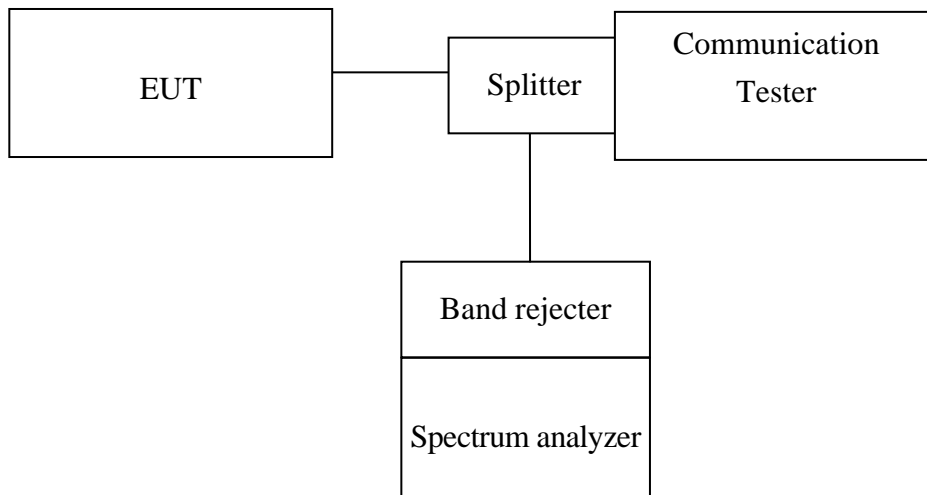 EUT
Splitter
Communication
Tester
Band rejecter
Spectrum analyzer